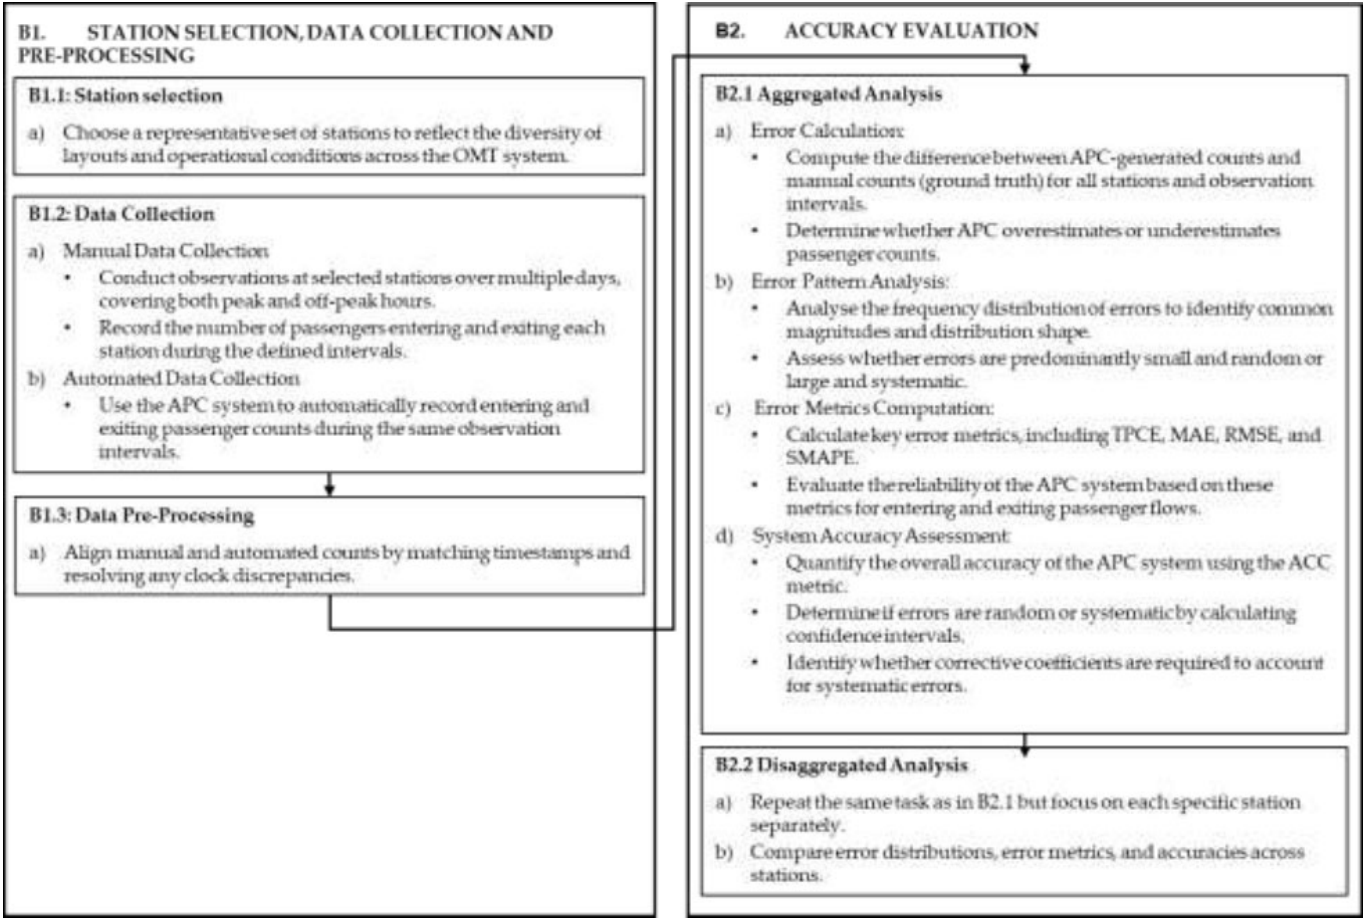 B1. STATION SELECTION, DATA COLLECTION AND
PRE-PROCESSING
B1.1: Station selection
a) Choose a representative set of stations to reflect the diversity of
layouts and operational conditions across the OMT system.
B1.2: Data Collection
a) Manual Data Collection
• Conduct observations at selected stations over multiple days,
covering both peak and off-peak hours.
• Record the number of passengers entering and exiting each
station during the defined intervals.
b) Automated Data Collection
• Use the APC system to automatically record entering and
exiting passenger counts during the same observation
intervals.
B1.3: Data Pre-Processing
a) Align manual and automated counts by matching timestamps and
resolving any clock discrepancies.
B2. ACCURACY EVALUATION
B2.1 Aggregated Analysis
a) Error Calculation:
• Compute the difference between APC-generated counts and
manual counts (ground truth) for all stations and observation
intervals.
• Determine whether APC overestimates or underestimates
passenger counts.
b) Error Pattern Analysis:
• Analyse the frequency distribution of errors to identify common
magnitudes and distribution shape.
• Assess whether errors are predominantly small and random or
large and systematic.
c) Error Metrics Computation:
• Calculate key error metrics, including TPCE, MAE, RMSE, and
SMAPE.
• Evaluate the reliability of the APC system based on these
metrics for entering and exiting passenger flows.
d) System Accuracy Assessment:
• Quantify the overall accuracy of the APC system using the ACC
metric.
• Determine if errors are random or systematic by calculating
confidence intervals.
• Identify whether corrective coefficients are required to account
for systematic errors.
B2.2 Disaggregated Analysis
a) Repeat the same task as in B2.1 but focus on each specific station
separately.
b) Compare error distributions, error metrics, and accuracies across
stations.